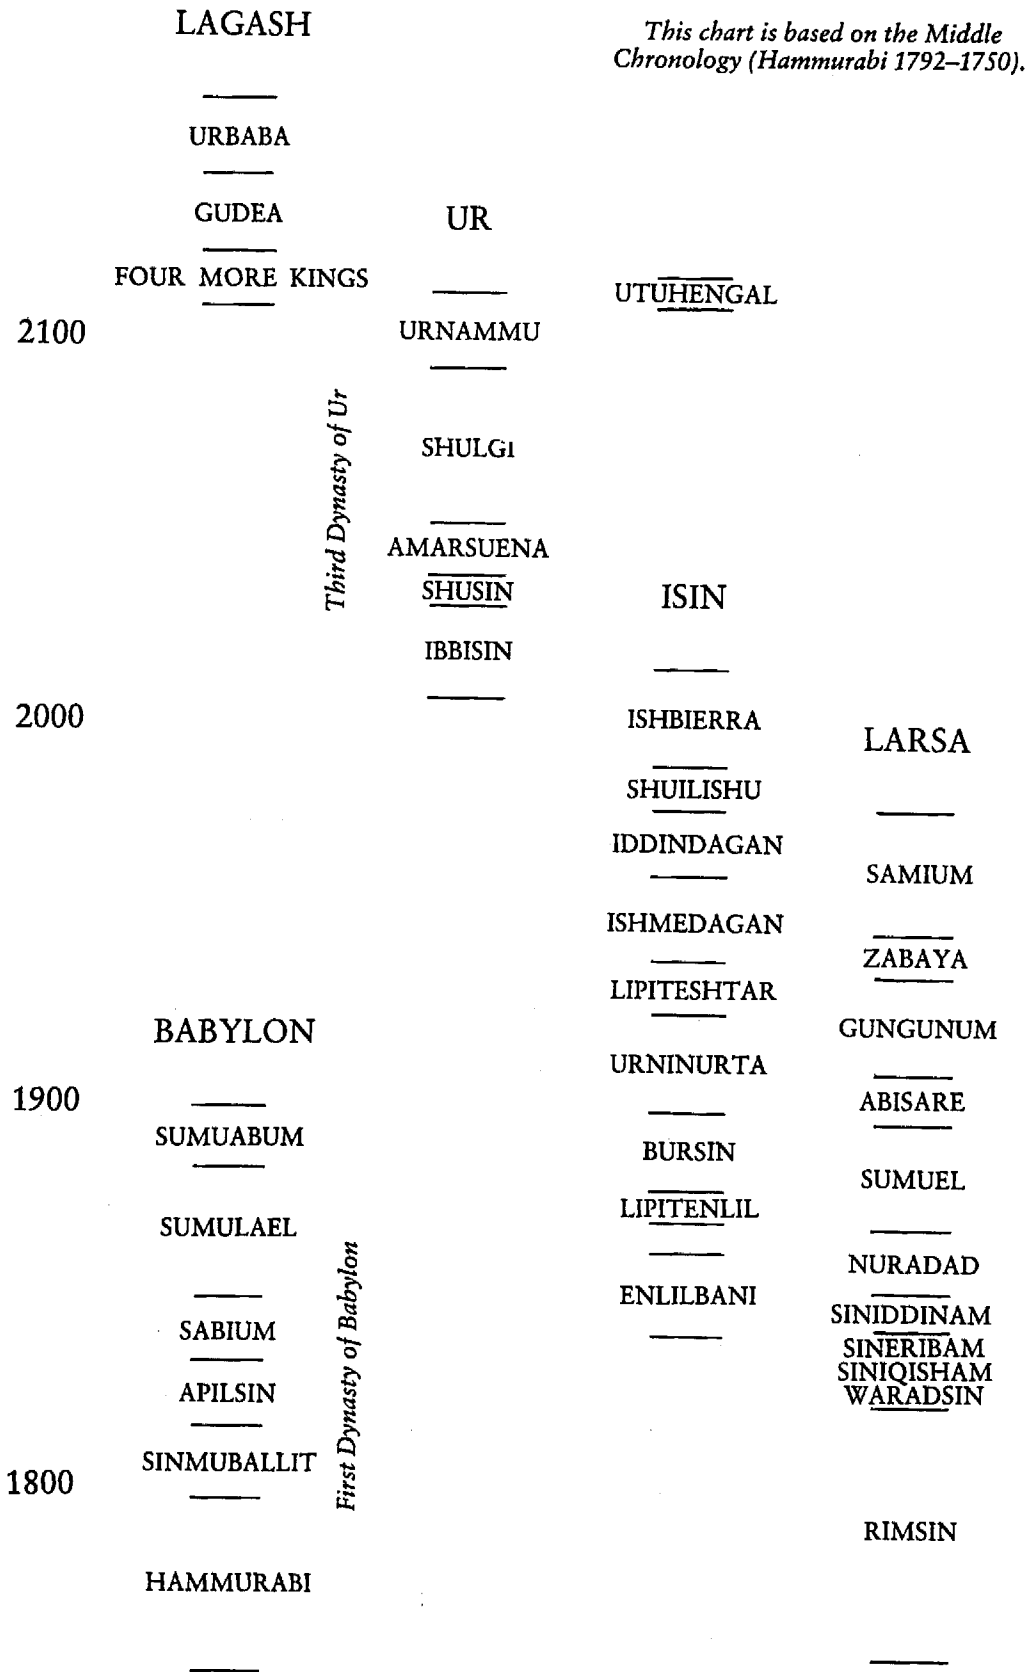 LAGASH
This chart is based on the Middle
Chronology (Hammurabi 1792–1750).
URBABA
GUDEA
UR
FOUR MORE KINGS
UTUHENGAL
2100
URNAMMU
Third Dynasty of Ur
SHULGI
AMARSUENA
SHUSIN
ISIN
IBBISIN
2000
ISHBIERRA
LARSA
SHUILISHU
IDDINDAGAN
SAMIUM
ISHMEDAGAN
ZABAYA
LIPITESHTAR
BABYLON
GUNGUNUM
URNINURTA
1900
ABISARE
SUMUABUM
BURSIN
SUMUEL
LIPITENLIL
SUMULAEL
First Dynasty of Babylon
NURADAD
ENLILBANI
SINIDDINAM
SABIUM
SINERIBAM
SINIQISHAM
APILSIN
WARADSIN
SINMUBALLIT
1800
RIMSIN
HAMMURABI